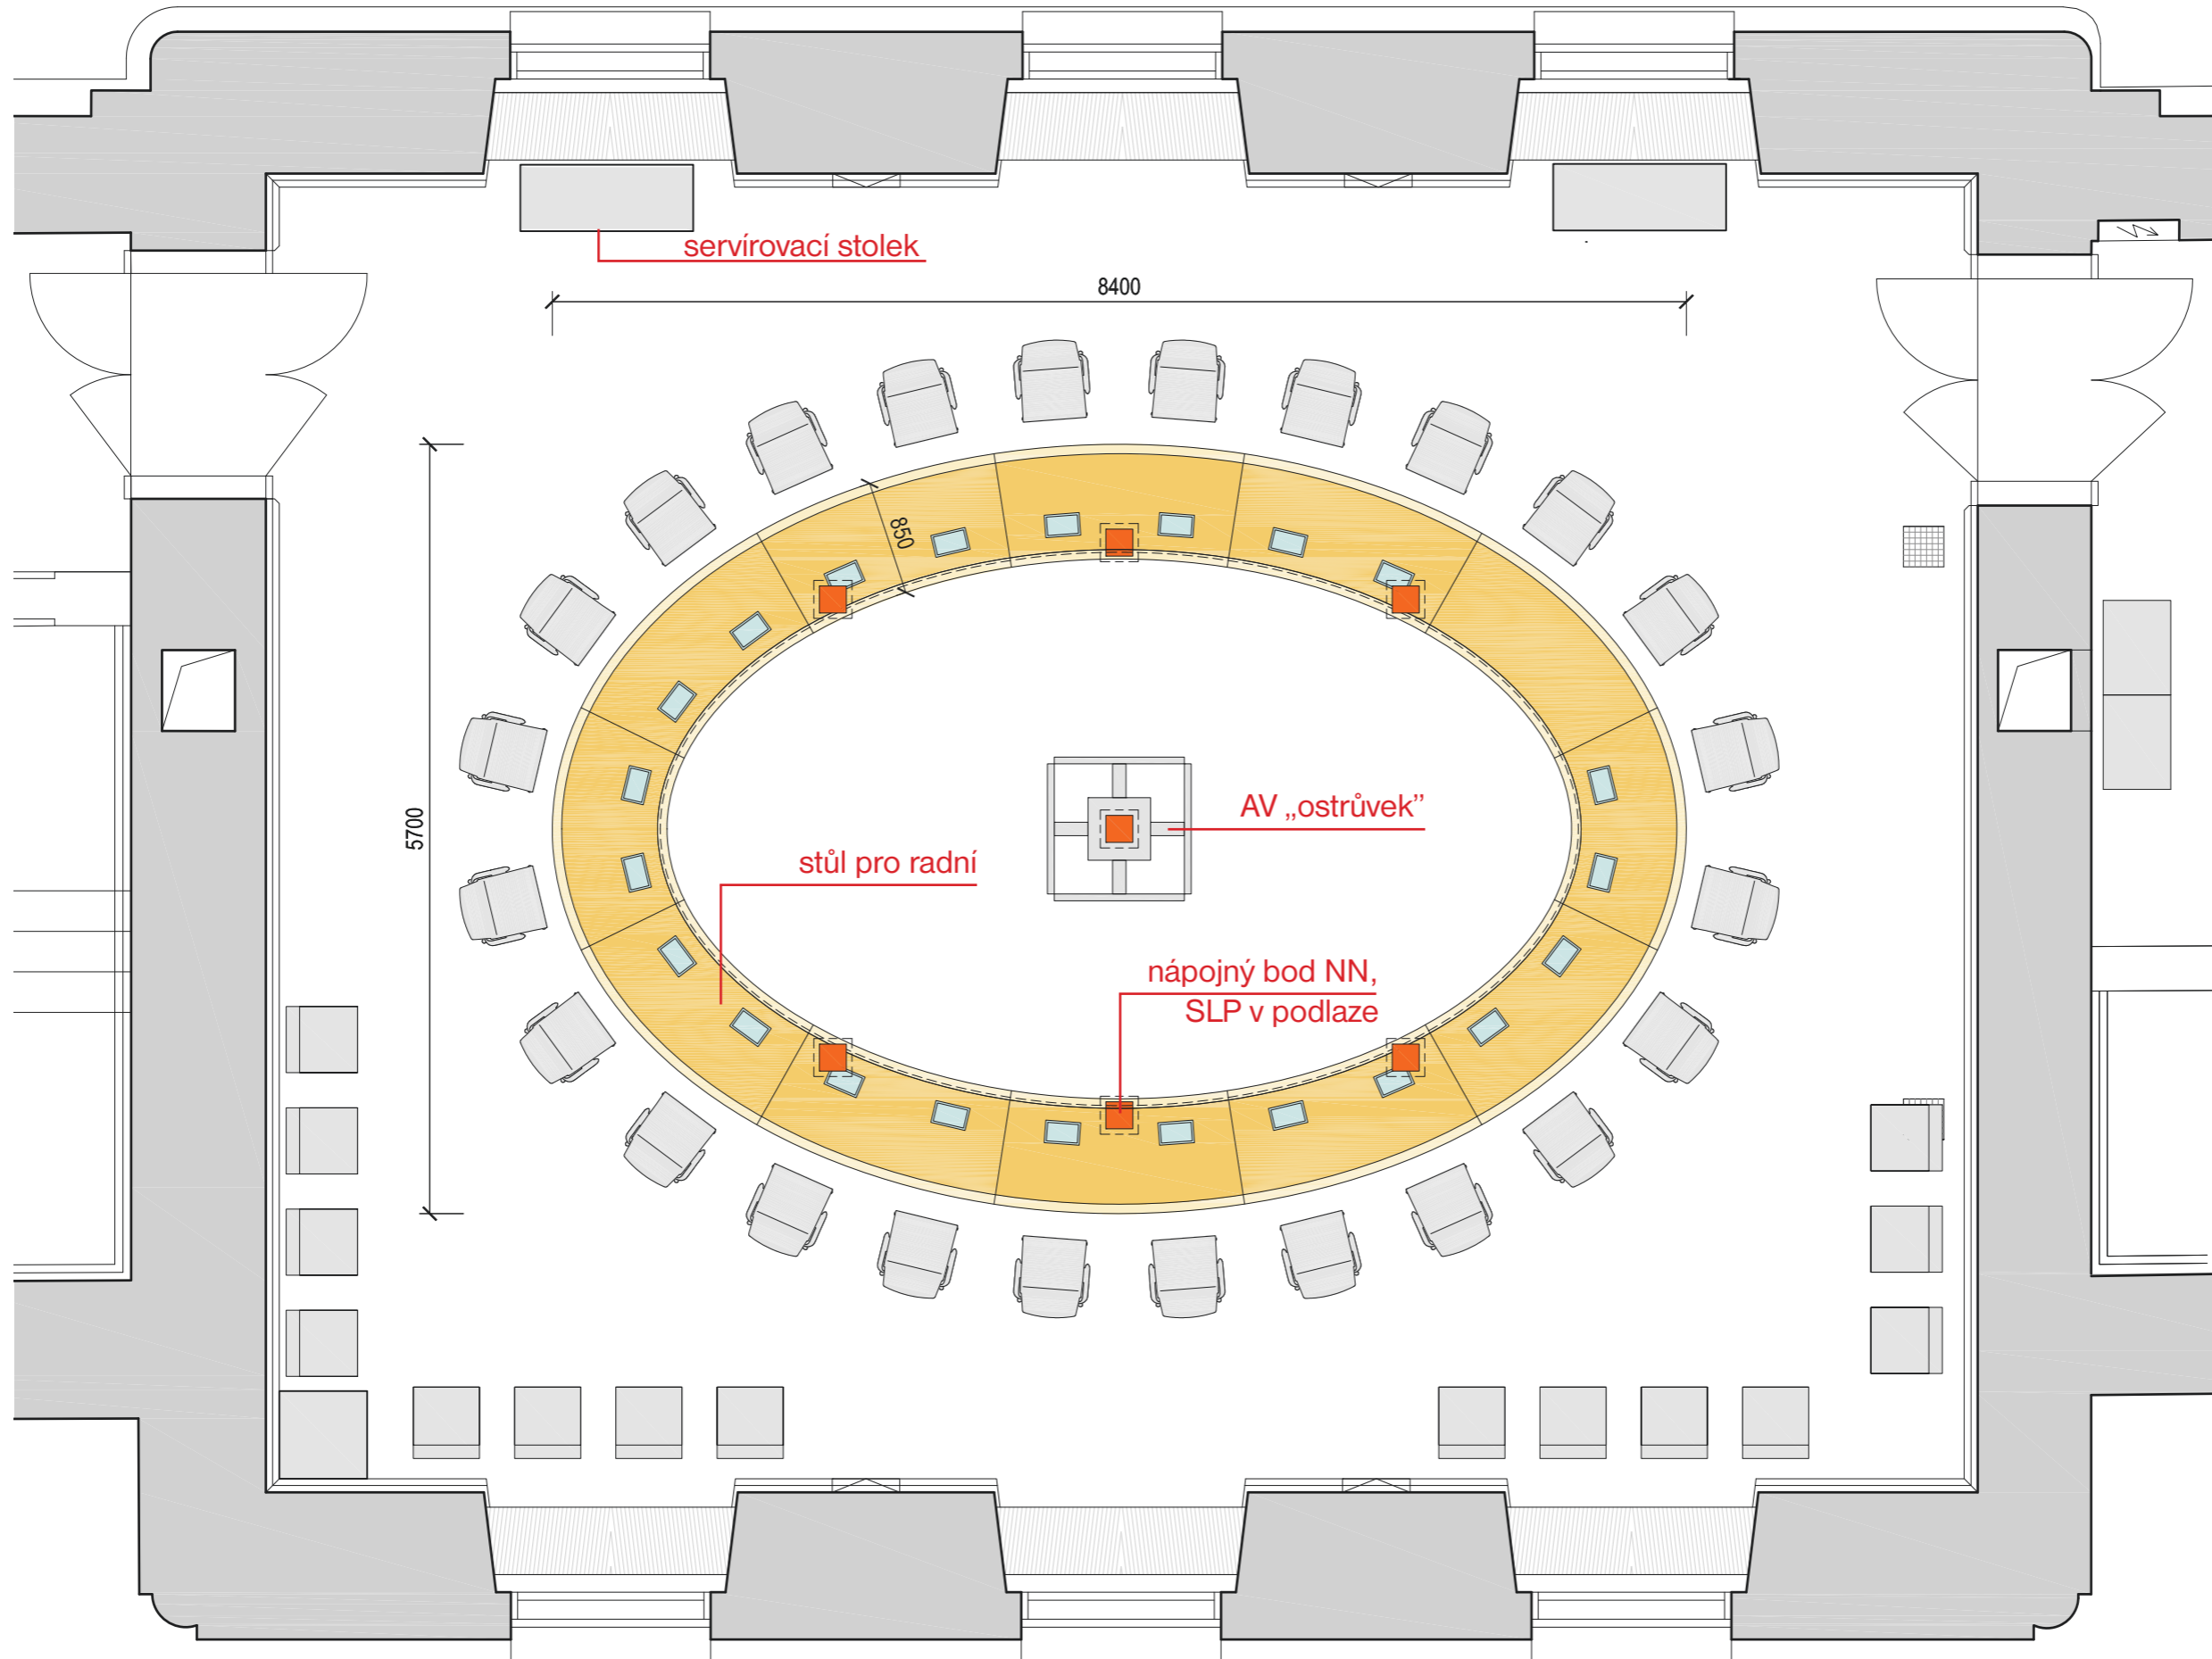 servírovací stolek
8400
850
5700
AV „ostrůvek”
stůl pro radní
nápojný bod NN,
SLP v podlaze